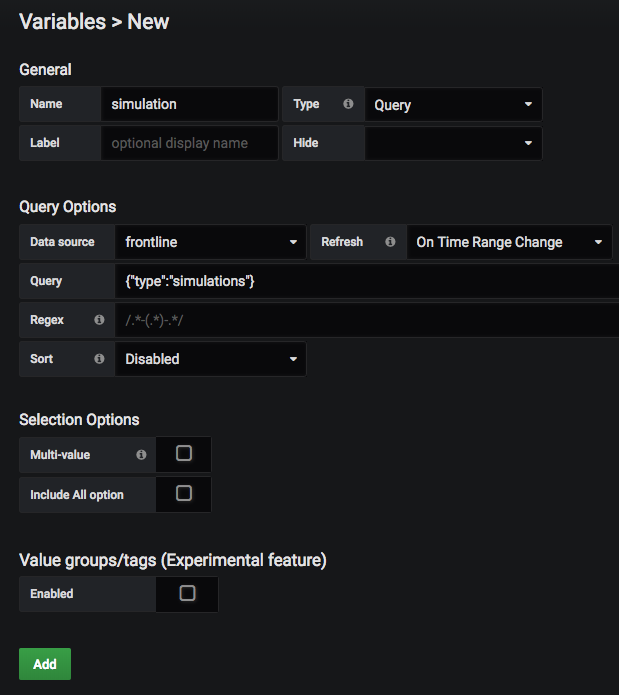 Variables > New
General
Name simulation Type Query
Label optional display name Hide
Query Options
Data source frontline Refresh On Time Range Change
Query {"type":"simulations"}
Regex /.*-(.*)-.*/
Sort Disabled
Selection Options
Multi-value
Include All option
Value groups/tags (Experimental feature)
Enabled
Add